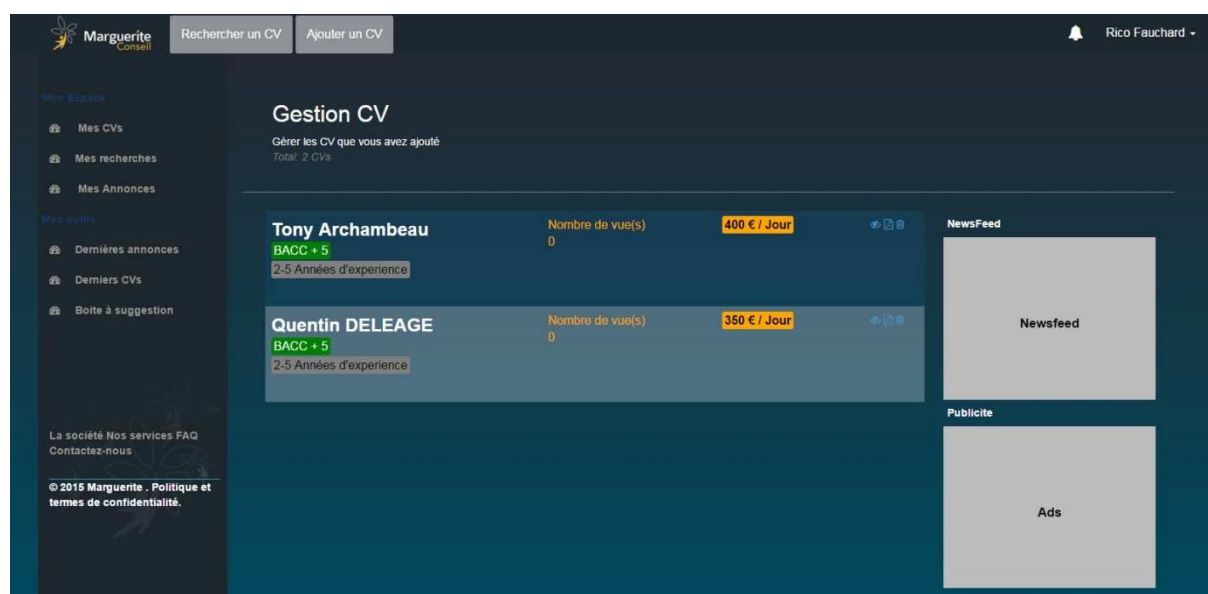 Marguerite
Conseil
Rechercher un CV
Ajouter un CV
Rico Fauchard
Mon Espace
Mes CVs
Mes recherches
Mes Annonces
Mes outils
Dernières annonces
Derniers CVs
Boite à suggestion
La société Nos services FAQ
Contactez-nous
© 2015 Marguerite . Politique et
termes de confidentialité.
Gestion CV
Gérer les CV que vous avez ajouté
Total: 2 CVs
Tony Archambeau
BACC + 5
2-5 Années d'experience
Nombre de vue(s)
0
400 € / Jour
Quentin DELEAGE
BACC + 5
2-5 Années d'experience
Nombre de vue(s)
0
350 € / Jour
NewsFeed
Newsfeed
Publicite
Ads